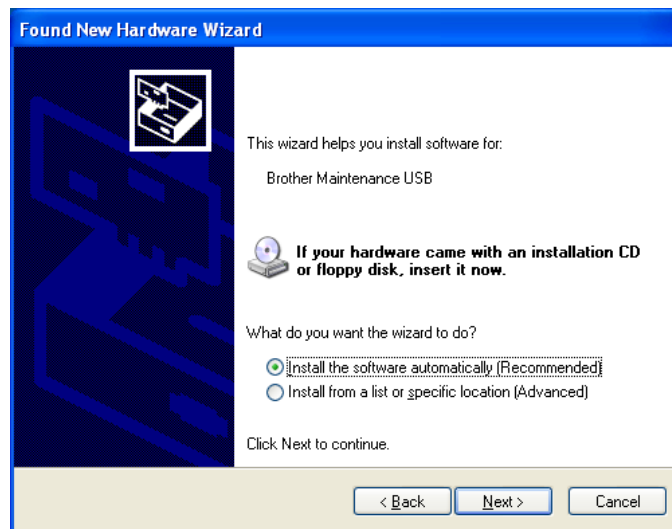 Found New Hardware Wizard
This wizard helps you install software for:
Brother Maintenance USB
If your hardware came with an installation CD
or floppy disk, insert it now.
What do you want the wizard to do?
Install the software automatically (Recommended)
Install from a list or specific location (Advanced)
Click Next to continue.
< Back Next > Cancel